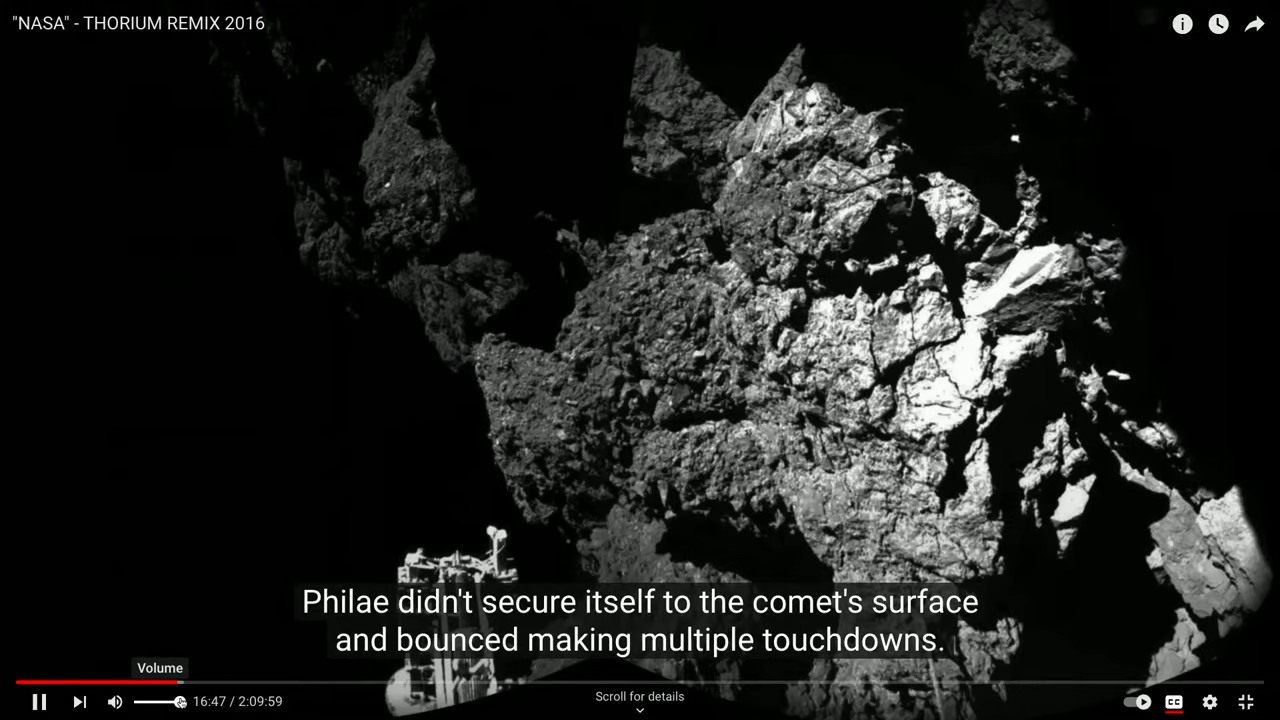 "NASA" - THORIUM REMIX 2016
Philae didn't secure itself to the comet's surface
and bounced making multiple touchdowns.
Volume
16:47 / 2:09:59
Scroll for details
CC